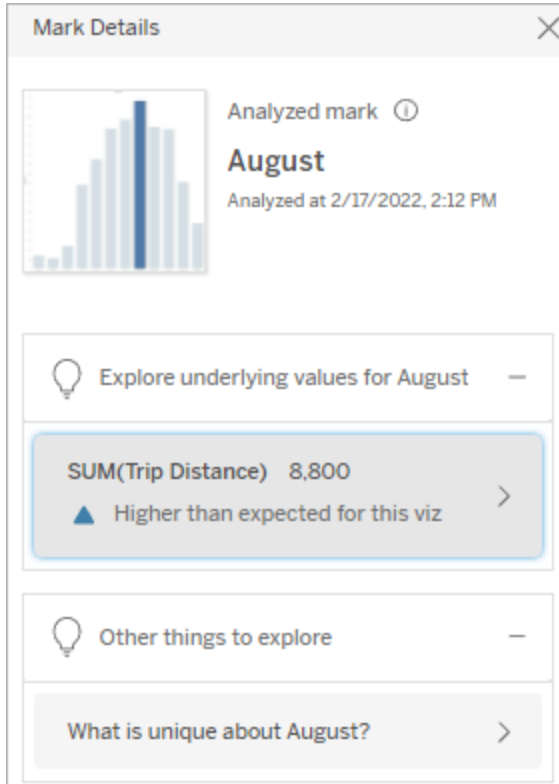 Mark Details
Analyzed mark
August
Analyzed at 2/17/2022, 2:12 PM
Explore underlying values for August
SUM(Trip Distance) 8,800
Higher than expected for this viz
Other things to explore
What is unique about August?